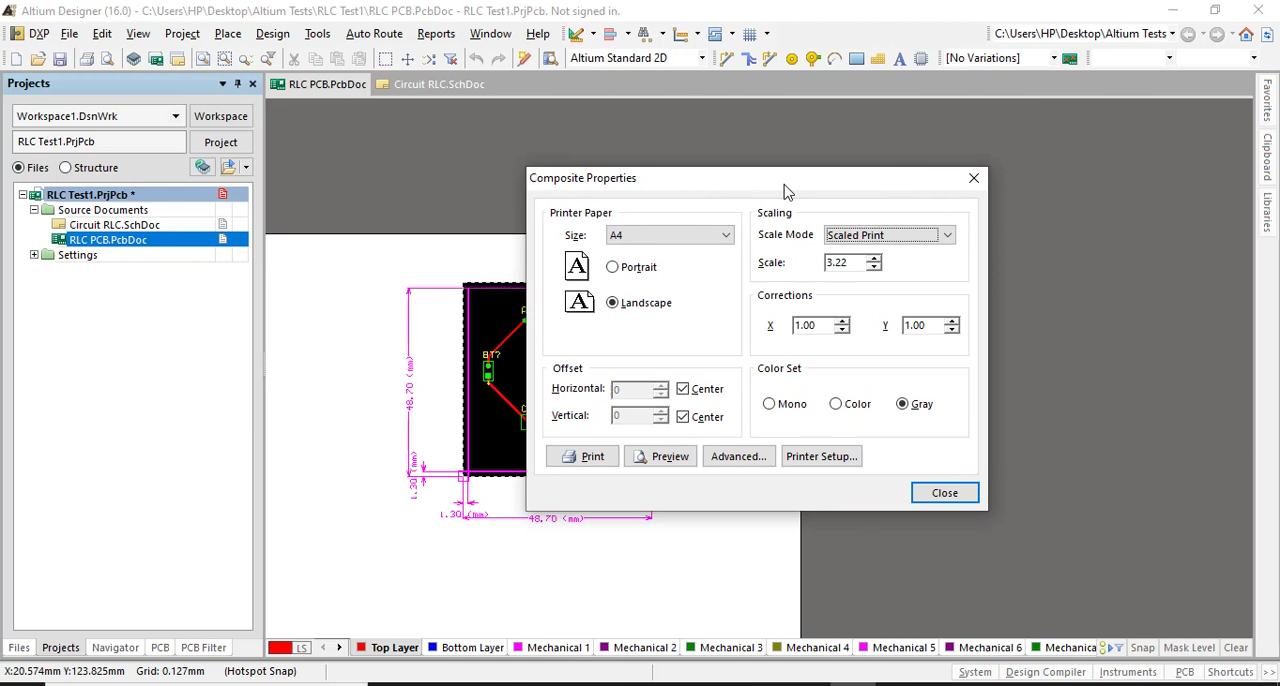 Altium Designer (16.0) - C:\Users\HP\Desktop\Altium Tests\RLC Test1\RLC PCB.PcbDoc - RLC Test1.PrjPcb. Not signed in.
DXP File Edit View Project Place Design Tools Auto Route Reports Window Help C:\Users\HP\Desktop\Altium Tests
Altium Standard 2D [No Variations]
Projects
RLC PCB.PcbDoc Circuit RLC.SchDoc
Workspace1.DsnWrk Workspace
RLC Test1.PrjPcb Project
Files Structure
RLC Test1.PrjPcb *
Source Documents
Circuit RLC.SchDoc
RLC PCB.PcbDoc
Settings
Favorites
Clipboard
Libraries
Composite Properties
Printer Paper
Size: A4
Portrait
Landscape
Scaling
Scale Mode Scaled Print
Scale: 3.22
Corrections
X 1.00 Y 1.00
Offset
Horizontal: 0 Center
Vertical: 0 Center
Color Set
Mono Color Gray
Print Preview Advanced... Printer Setup...
Close
BT?
48.70 (mm)
1.30 (mm)
1.30 (mm)
48.70 (mm)
Files Projects Navigator PCB PCB Filter
LS Top Layer Bottom Layer Mechanical 1 Mechanical 2 Mechanical 3 Mechanical 4 Mechanical 5 Mechanical 6 Mechanica Snap Mask Level Clear
X:20.574mm Y:123.825mm Grid: 0.127mm (Hotspot Snap) System Design Compiler Instruments PCB Shortcuts >>